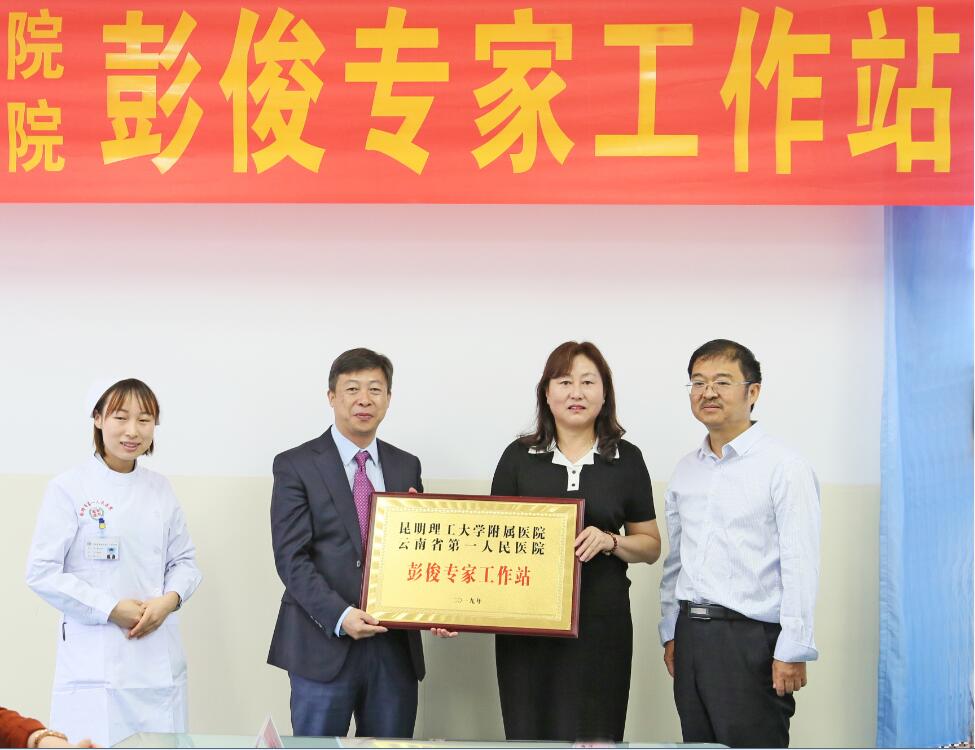 院
院
彭俊专家工作站
昆明理工大学附属医院
云南省第一人民医院
彭俊专家工作站
二〇一九年